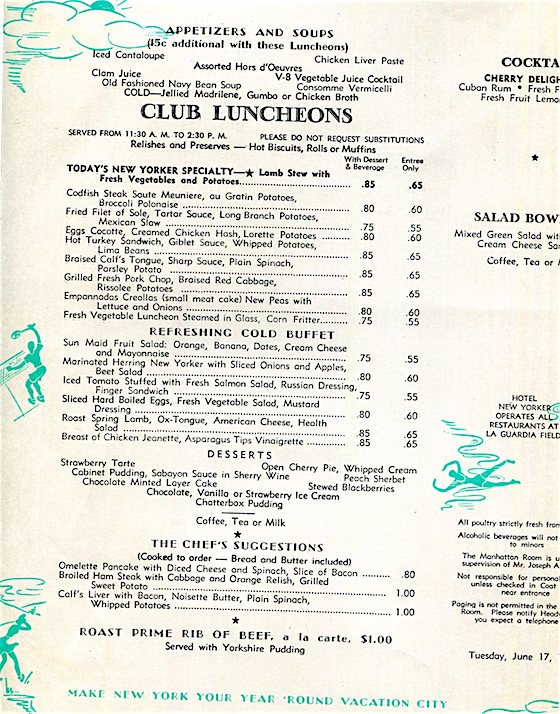 APPETIZERS AND SOUPS
(15c additional with these Luncheons)
Iced Cantaloupe Chicken Liver Paste
Assorted Hors d'Oeuvres
Clam Juice V-8 Vegetable Juice Cocktail
Old Fashioned Navy Bean Soup Consomme Vermicelli
COLD—Jellied Madrilene, Gumbo or Chicken Broth
CLUB LUNCHEONS
SERVED FROM 11:30 A. M. TO 2:30 P. M. PLEASE DO NOT REQUEST SUBSTITUTIONS
Relishes and Preserves — Hot Biscuits, Rolls or Muffins
With Dessert & Beverage Entree Only
TODAY'S NEW YORKER SPECIALTY—★ Lamb Stew with
Fresh Vegetables and Potatoes .85 .65
Codfish Steak Saute Meuniere, au Gratin Potatoes,
Broccoli Polonaise .80 .60
Fried Filet of Sole, Tartar Sauce, Long Branch Potatoes,
Mexican Slaw .75 .55
Eggs Cocotte, Creamed Chicken Hash, Lorette Potatoes .80 .60
Hot Turkey Sandwich, Giblet Sauce, Whipped Potatoes,
Lima Beans .85 .65
Braised Calf's Tongue, Sharp Sauce, Plain Spinach,
Parsley Potato .85 .65
Grilled Fresh Pork Chop, Braised Red Cabbage,
Rissolee Potatoes .85 .65
Empannadas Creollas (small meat cake) New Peas with
Lettuce and Onions .80 .60
Fresh Vegetable Luncheon Steamed in Glass, Corn Fritter .75 .55
REFRESHING COLD BUFFET
Sun Maid Fruit Salad: Orange, Banana, Dates, Cream Cheese
and Mayonnaise .75 .55
Marinated Herring New Yorker with Sliced Onions and Apples,
Beet Salad .80 .60
Iced Tomato Stuffed with Fresh Salmon Salad, Russian Dressing,
Finger Sandwich .75 .55
Sliced Hard Boiled Eggs, Fresh Vegetable Salad, Mustard
Dressing .80 .60
Roast Spring Lamb, Ox-Tongue, American Cheese, Health
Salad .85 .65
Breast of Chicken Jeanette, Asparagus Tips Vinaigrette .85 .65
DESSERTS
Strawberry Tarte Open Cherry Pie, Whipped Cream
Cabinet Pudding, Sabayon Sauce in Sherry Wine Peach Sherbet
Chocolate Minted Layer Cake Stewed Blackberries
Chocolate, Vanilla or Strawberry Ice Cream
Chatterbox Pudding
Coffee, Tea or Milk
★
THE CHEF'S SUGGESTIONS
(Cooked to order — Bread and Butter included)
Omelette Pancake with Diced Cheese and Spinach, Slice of Bacon .80
Broiled Ham Steak with Cabbage and Orange Relish, Grilled
Sweet Potato 1.00
Calf's Liver with Bacon, Noisette Butter, Plain Spinach,
Whipped Potatoes 1.00
★
ROAST PRIME RIB OF BEEF, a la carte, $1.00
Served with Yorkshire Pudding
MAKE NEW YORK YOUR YEAR 'ROUND VACATION CITY
COCKTA
CHERRY DELIGH
Cuban Rum • Fresh F
Fresh Fruit Lemo
★
SALAD BOW
Mixed Green Salad wit
Cream Cheese Sa
Coffee, Tea or
HOTEL
NEW YORKER
OPERATES ALL
RESTAURANTS AT
LA GUARDIA FIELD
All poultry strictly fresh from
Alcoholic beverages will not
to minors
The Manhattan Room is u
supervision of Mr. Joseph A
Not responsible for personal
unless checked in Coat
near entrance
Paging is not permitted in the
Room. Please notify Head
you expect a telephone
Tuesday, June 17,